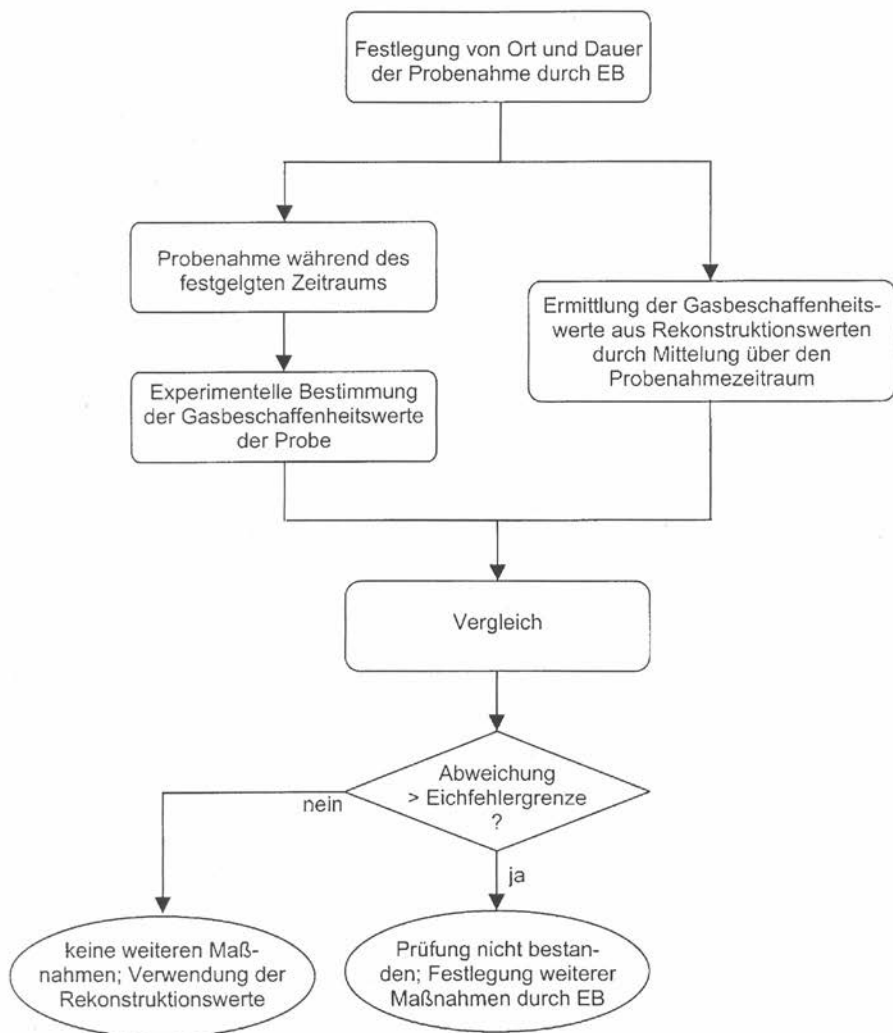 Festlegung von Ort und Dauer
der Probenahme durch EB
Probenahme während des
festgelgten Zeitraums
Ermittlung der Gasbeschaffenheits-
werte aus Rekonstruktionswerten
durch Mittelung über den
Probenahmezeitraum
Experimentelle Bestimmung
der Gasbeschaffenheitswerte
der Probe
Vergleich
Abweichung
> Eichfehlergrenze
?
nein
ja
keine weiteren Maß-
nahmen; Verwendung der
Rekonstruktionswerte
Prüfung nicht bestan-
den; Festlegung weiterer
Maßnahmen durch EB